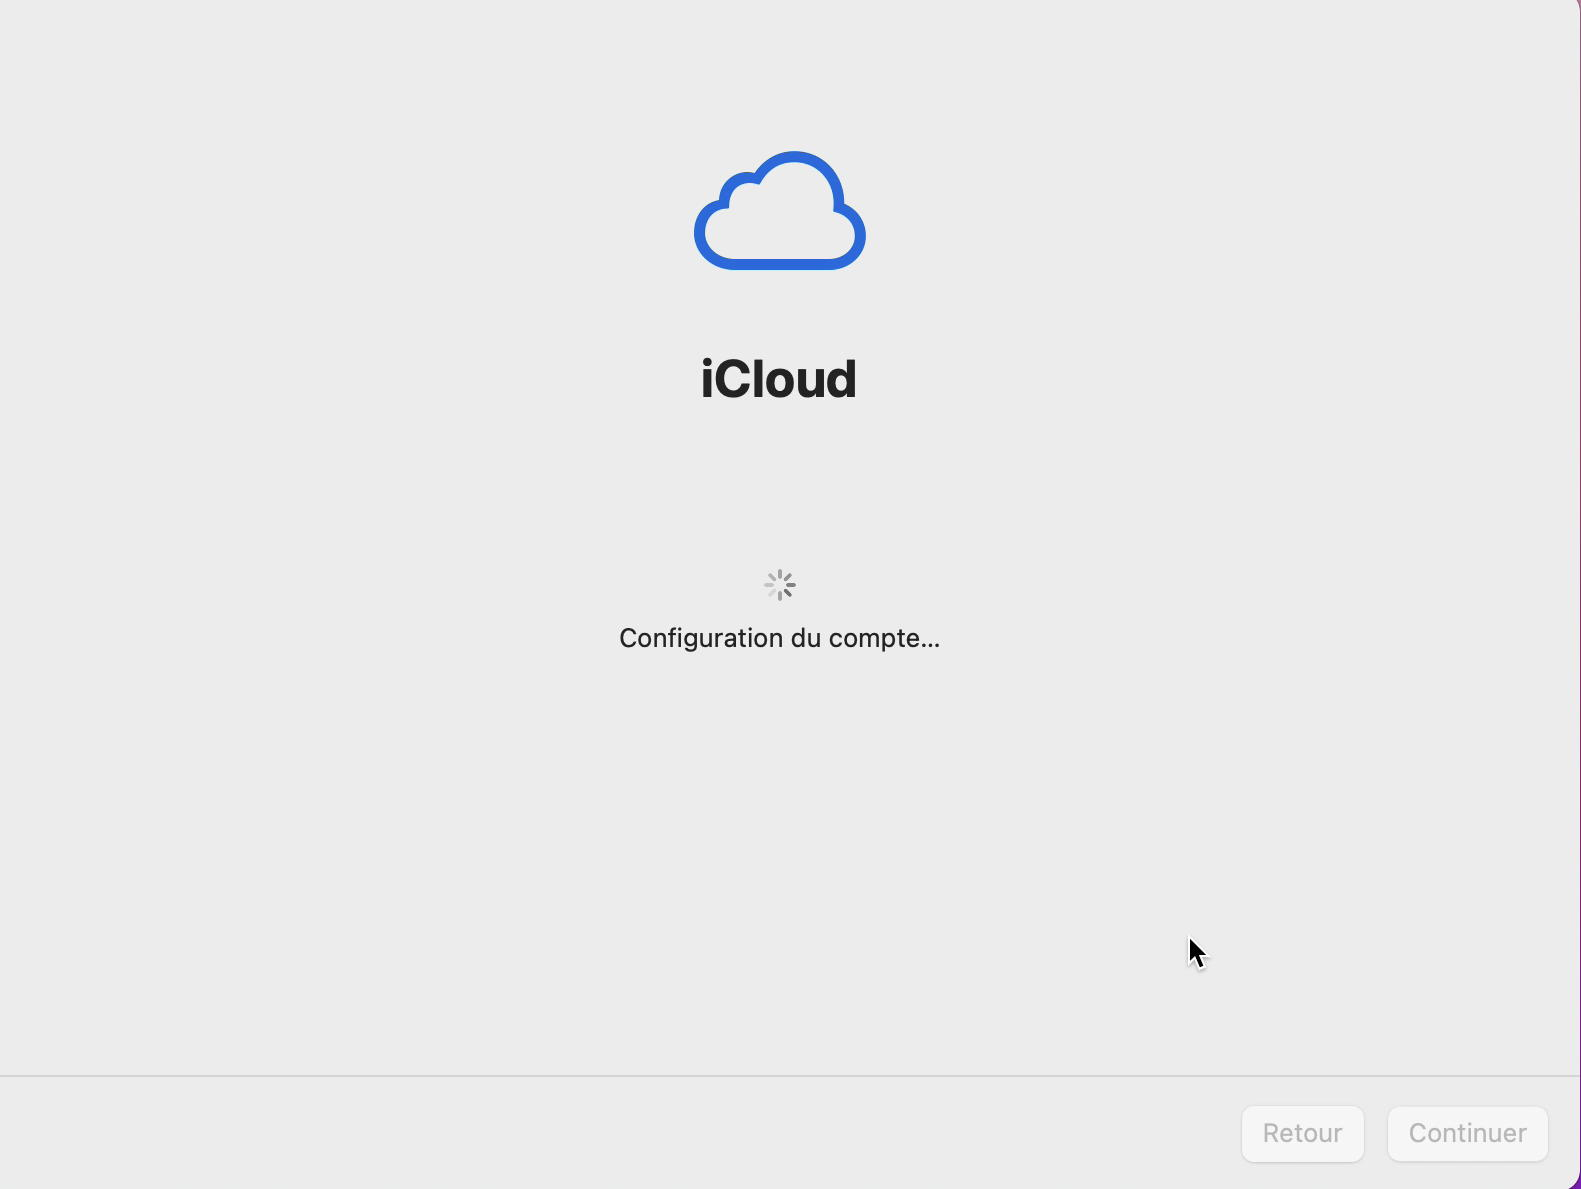 iCloud
Configuration du compte...
Retour
Continuer